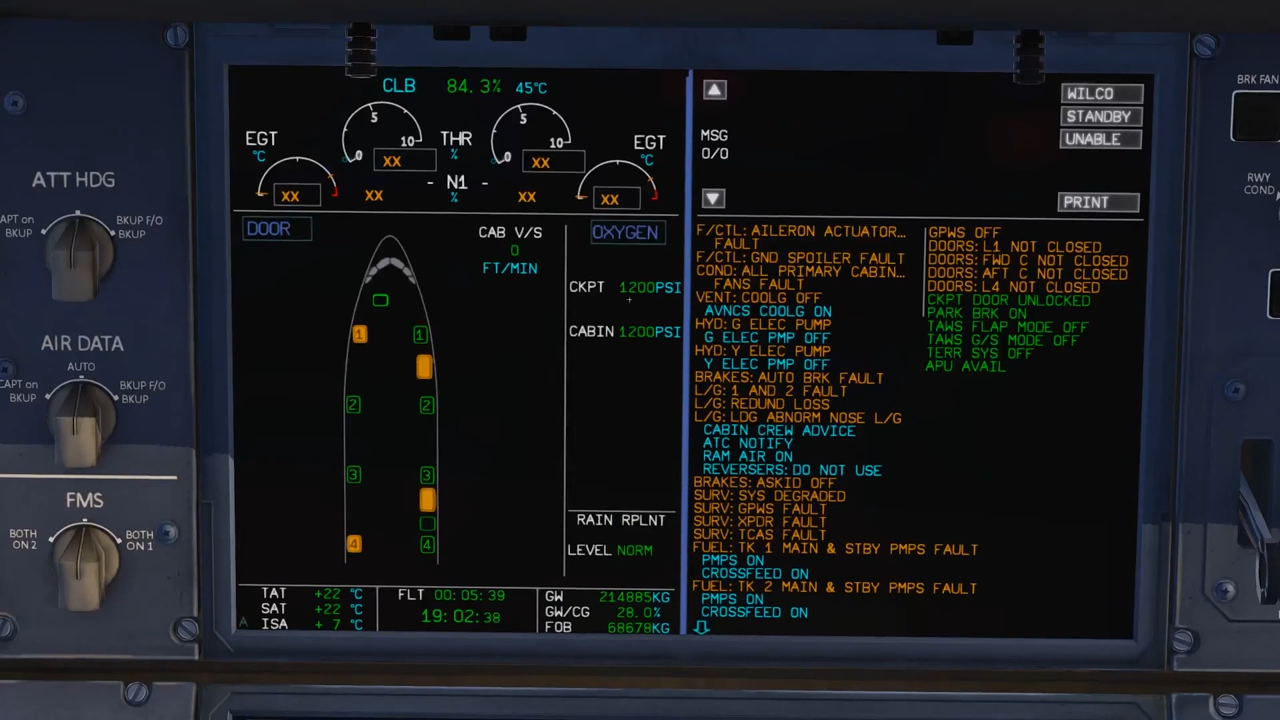 CLB 84.3% 45°C
5 10 0 XX
THR %
5 10 0 XX
EGT °C XX
EGT °C XX
XX - N1 - % XX
DOOR
CAB V/S
0
FT/MIN
OXYGEN
CKPT 1200PSI
CABIN 1200PSI
1 1
2 2
3 3
4 4
RAIN RPLNT
LEVEL NORM
TAT +22 °C
SAT +22 °C
A ISA + 7 °C
FLT 00:05:39
19:02:38
GW 214885KG
GW/CG 28.0%
FOB 68678KG
MSG
0/0
WILCO
STANDBY
UNABLE
PRINT
F/CTL: AILERON ACTUATOR...
FAULT
F/CTL: GND SPOILER FAULT
COND: ALL PRIMARY CABIN...
FANS FAULT
VENT: COOLG OFF
AVNCS COOLG ON
HYD: G ELEC PUMP
G ELEC PMP OFF
HYD: Y ELEC PUMP
Y ELEC PMP OFF
BRAKES: AUTO BRK FAULT
L/G: 1 AND 2 FAULT
L/G: REDUND LOSS
L/G: LDG ABNORM NOSE L/G
CABIN CREW ADVICE
ATC NOTIFY
RAM AIR ON
REVERSERS: DO NOT USE
BRAKES: ASKID OFF
SURV: SYS DEGRADED
SURV: GPWS FAULT
SURV: XPDR FAULT
SURV: TCAS FAULT
FUEL: TK 1 MAIN & STBY PMPS FAULT
PMPS ON
CROSSFEED ON
FUEL: TK 2 MAIN & STBY PMPS FAULT
PMPS ON
CROSSFEED ON
GPWS OFF
DOORS: L1 NOT CLOSED
DOORS: FWD C NOT CLOSED
DOORS: AFT C NOT CLOSED
DOORS: L4 NOT CLOSED
CKPT DOOR UNLOCKED
PARK BRK ON
TAWS FLAP MODE OFF
TAWS G/S MODE OFF
TERR SYS OFF
APU AVAIL
ATT HDG
APT on BKUP
BKUP F/O BKUP
AIR DATA
AUTO
CAPT on BKUP
BKUP F/O BKUP
FMS
BOTH ON 2
BOTH ON 1
BRK FAN
RWY
COND